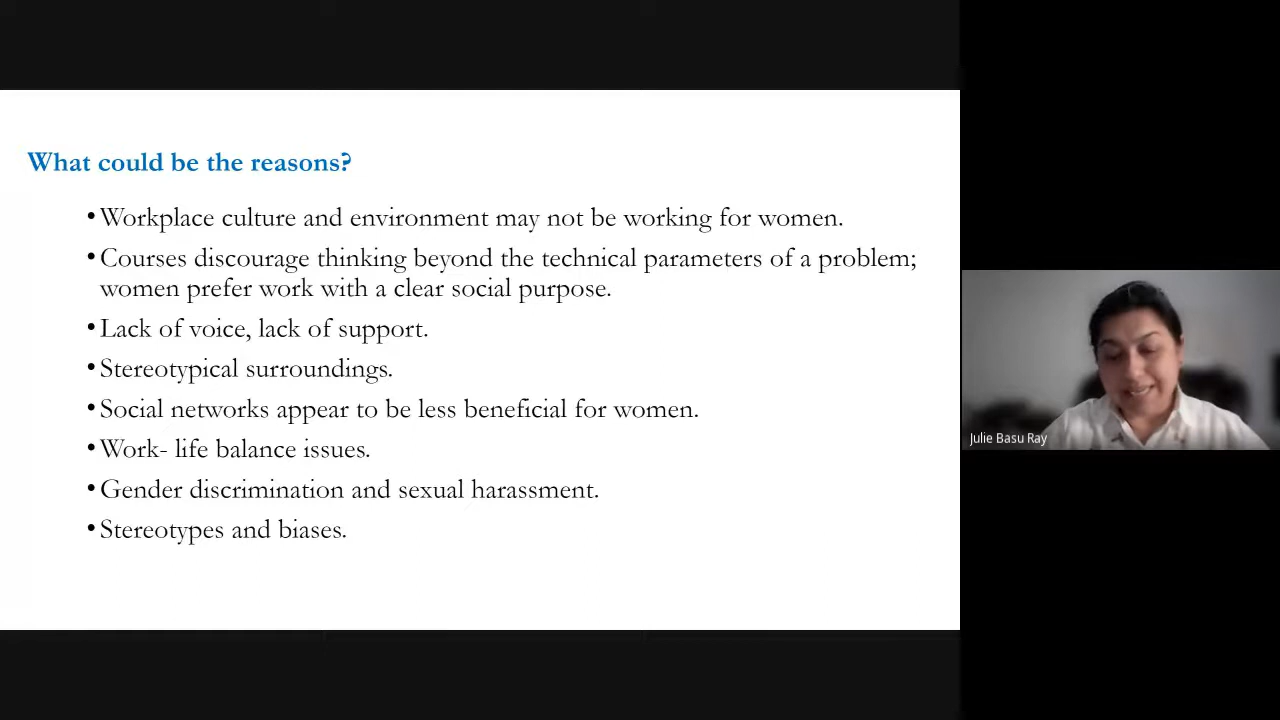 What could be the reasons?
• Workplace culture and environment may not be working for women.
• Courses discourage thinking beyond the technical parameters of a problem;
women prefer work with a clear social purpose.
• Lack of voice, lack of support.
• Stereotypical surroundings.
• Social networks appear to be less beneficial for women.
• Work- life balance issues.
• Gender discrimination and sexual harassment.
• Stereotypes and biases.
Julie Basu Ray